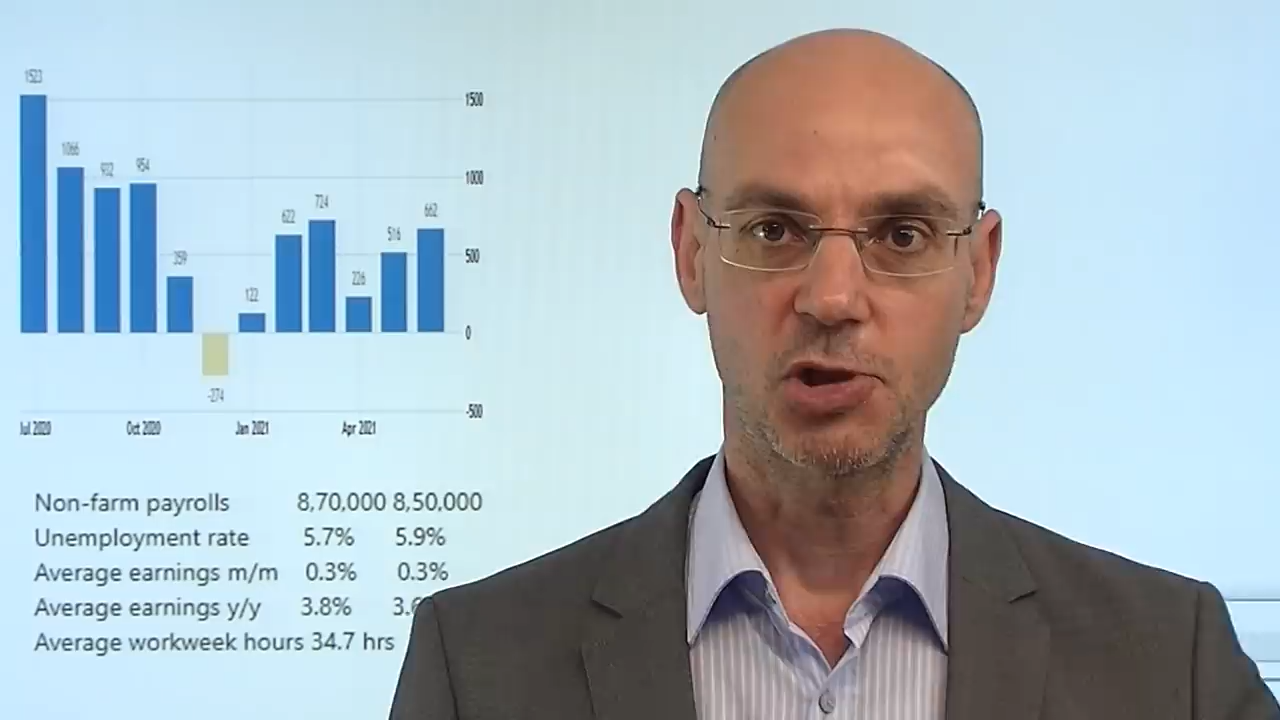 1523
1500
1066
932
954
1000
724
622
662
516
500
359
226
122
0
-274
-500
Jul 2020 Oct 2020 Jan 2021 Apr 2021
Non-farm payrolls 8,70,000 8,50,000
Unemployment rate 5.7% 5.9%
Average earnings m/m 0.3% 0.3%
Average earnings y/y 3.8% 3.6
Average workweek hours 34.7 hrs